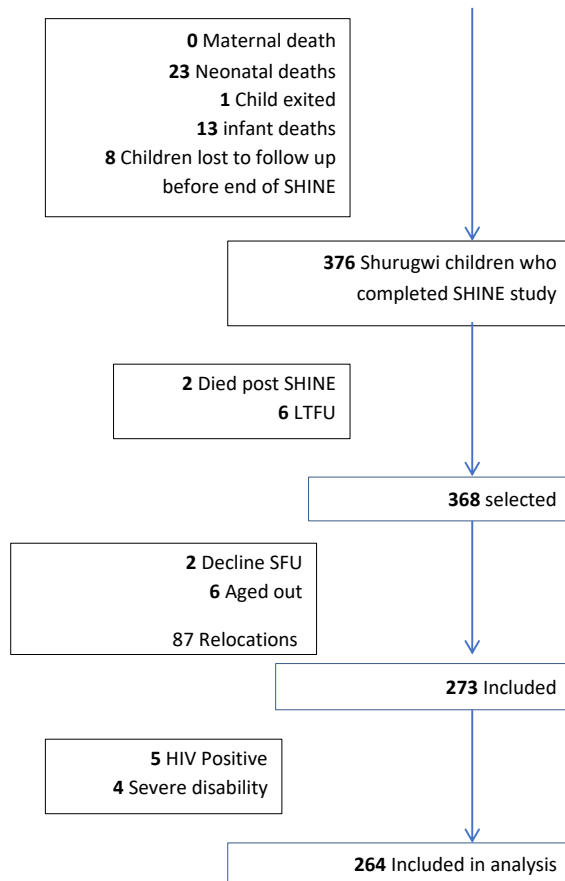 0 Maternal death
23 Neonatal deaths
1 Child exited
13 infant deaths
8 Children lost to follow up
before end of SHINE
376 Shurugwi children who
completed SHINE study
2 Died post SHINE
6 LTFU
368 selected
2 Decline SFU
6 Aged out
87 Relocations
273 Included
5 HIV Positive
4 Severe disability
264 Included in analysis